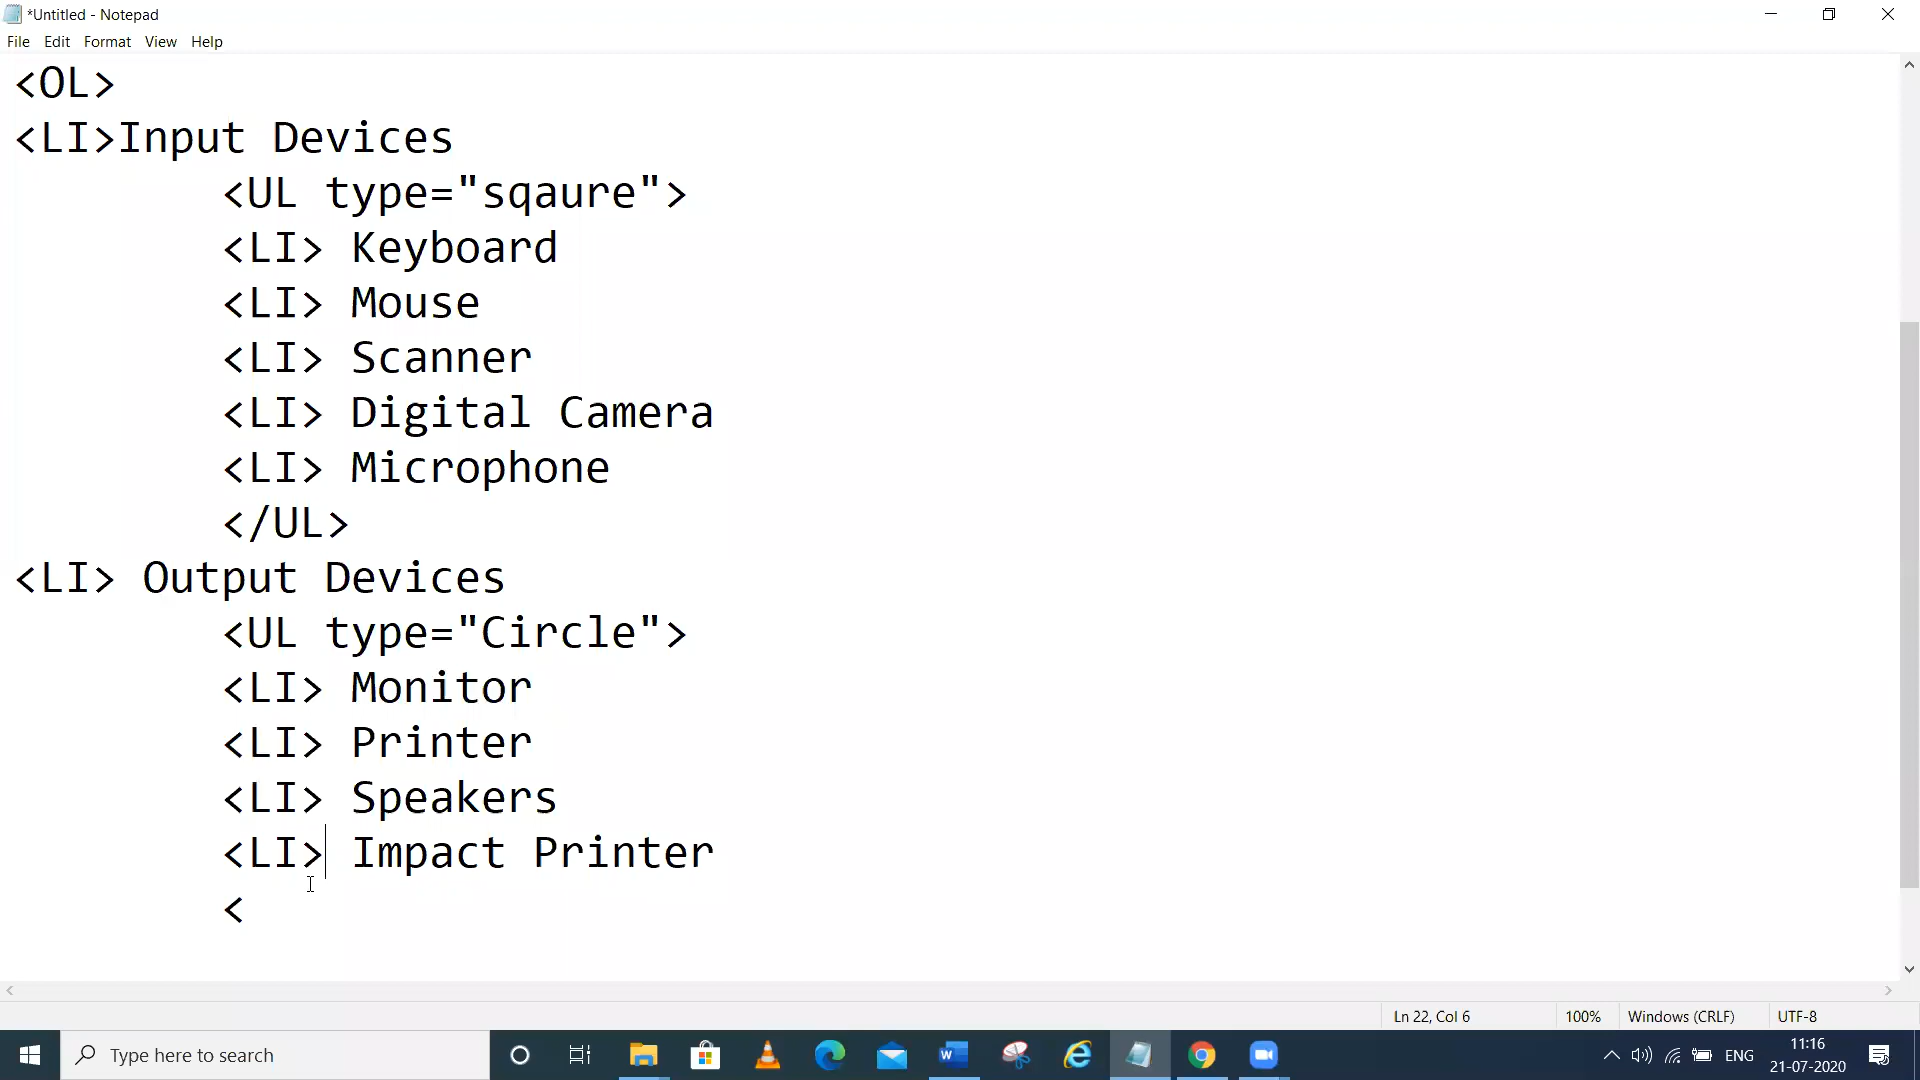 *Untitled - Notepad
File Edit Format View Help
<OL>
<LI>Input Devices
<UL type="sqaure">
<LI> Keyboard
<LI> Mouse
<LI> Scanner
<LI> Digital Camera
<LI> Microphone
</UL>
<LI> Output Devices
<UL type="Circle">
<LI> Monitor
<LI> Printer
<LI> Speakers
<LI> Impact Printer
<
Ln 22, Col 6 100% Windows (CRLF) UTF-8
Type here to search
ENG
11:16
21-07-2020